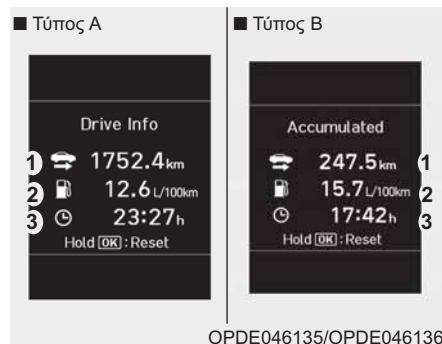 ■ Τύπος A
■ Τύπος B
Drive Info
1 1752.4km
2 12.6L/100km
3 23:27h
Hold OK : Reset
Accumulated
247.5km 1
15.7L/100km 2
17:42h 3
Hold OK : Reset
OPDE046135/OPDE046136